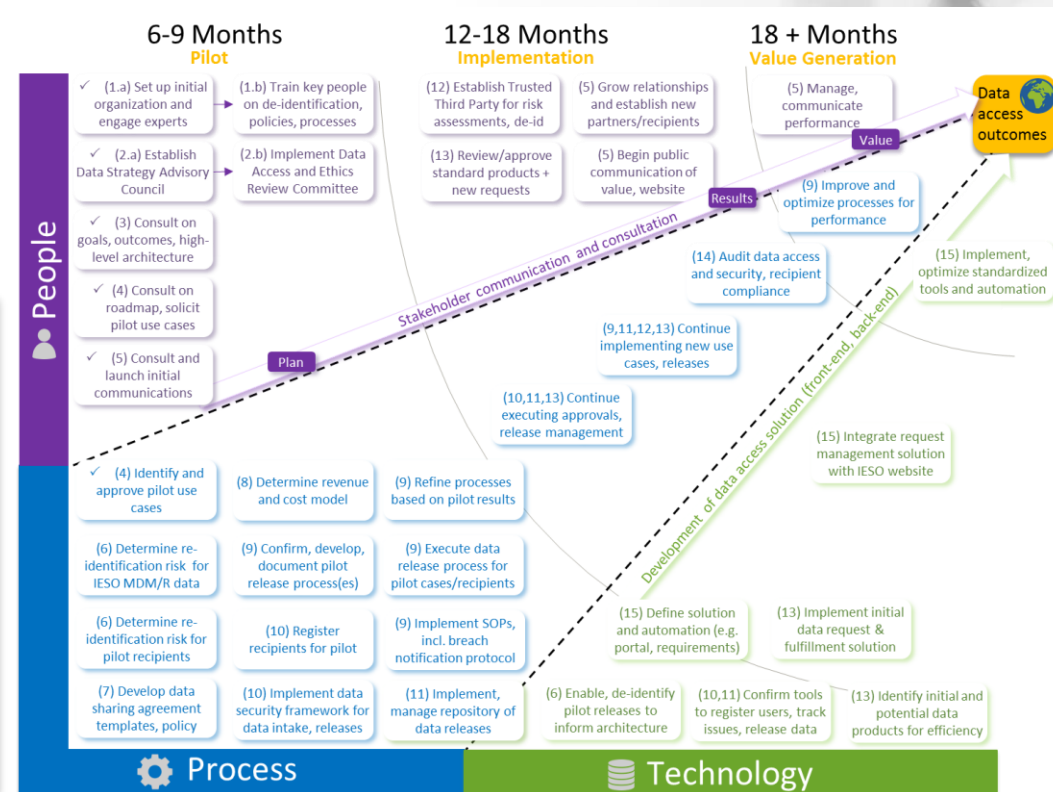 6-9 Months
Pilot
12-18 Months
Implementation
18 + Months
Value Generation
✓ (1.a) Set up initial
organization and
engage experts
(1.b) Train key people
on de-identification,
policies, processes
(12) Establish Trusted
Third Party for risk
assessments, de-id
(5) Grow relationships
and establish new
partners/recipients
(5) Manage,
communicate
performance
Data
access
outcomes
✓ (2.a) Establish
Data Strategy Advisory
Council
(2.b) Implement Data
Access and Ethics
Review Committee
(13) Review/approve
standard products +
new requests
(5) Begin public
communication of
value, website
Value
Results
Plan
Stakeholder communication and consultation
(9) Improve and
optimize processes for
performance
✓ (3) Consult on
goals, outcomes, high-
level architecture
(14) Audit data access
and security, recipient
compliance
(15) Implement,
optimize standardized
tools and automation
✓ (4) Consult on
roadmap, solicit
pilot use cases
(9,11,12,13) Continue
implementing new use
cases, releases
✓ (5) Consult and
launch initial
communications
(10,11,13) Continue
executing approvals,
release management
People
Development of data access solution (front-end, back-end)
(15) Integrate request
management solution
with IESO website
✓ (4) Identify and
approve pilot use
cases
(8) Determine revenue
and cost model
(9) Refine processes
based on pilot results
(6) Determine re-
identification risk for
IESO MDM/R data
(9) Confirm, develop,
document pilot
release process(es)
(9) Execute data
release process for
pilot cases/recipients
(6) Determine re-
identification risk for
pilot recipients
(10) Register
recipients for pilot
(9) Implement SOPs,
incl. breach
notification protocol
(15) Define solution
and automation (e.g.
portal, requirements)
(13) Implement initial
data request &
fulfillment solution
(7) Develop data
sharing agreement
templates, policy
(10) Implement data
security framework for
data intake, releases
(11) Implement,
manage repository of
data releases
(6) Enable, de-identify
pilot releases to
inform architecture
(10,11) Confirm tools
to register users, track
issues, release data
(13) Identify initial and
potential data
products for efficiency
Process
Technology